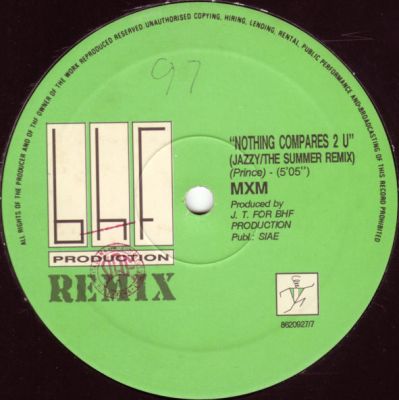 ALL RIGHTS OF THE PRODUCER AND OF THE OWNER OF THE WORK REPRODUCED RESERVED. UNAUTHORISED COPYING, HIRING, LENDING, RENTAL, PUBLIC PERFORMANCE AND BROADCASTING OF THIS RECORD PROHIBITED
97
bhf
PRODUCTION
REMIX
"NOTHING COMPARES 2 U"
(JAZZY/THE SUMMER REMIX)
(Prince) - (5'05")
MXM
Produced by
J. T. FOR BHF
PRODUCTION
Publ.: SIAE
8620927/7